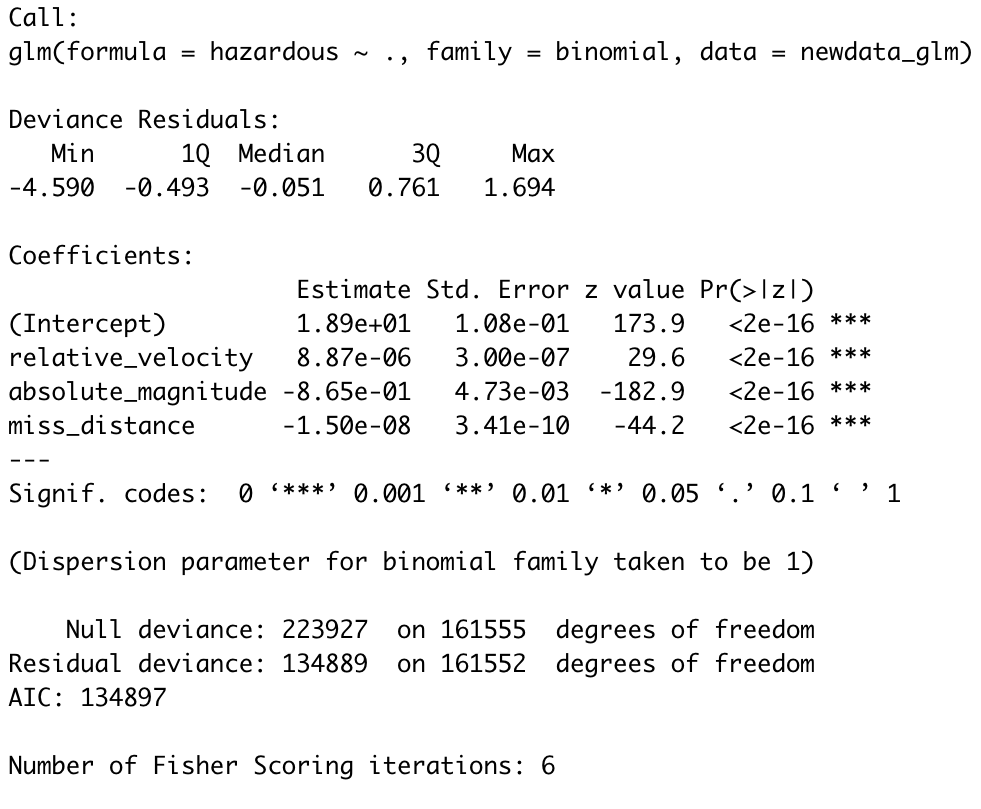 Call:
glm(formula = hazardous ~ ., family = binomial, data = newdata_glm)
Deviance Residuals:
Min 1Q Median 3Q Max
-4.590 -0.493 -0.051 0.761 1.694
Coefficients:
Estimate Std. Error z value Pr(>|z|)
(Intercept) 1.89e+01 1.08e-01 173.9 <2e-16 ***
relative_velocity 8.87e-06 3.00e-07 29.6 <2e-16 ***
absolute_magnitude -8.65e-01 4.73e-03 -182.9 <2e-16 ***
miss_distance -1.50e-08 3.41e-10 -44.2 <2e-16 ***
---
Signif. codes: 0 ‘***’ 0.001 ‘**’ 0.01 ‘*’ 0.05 ‘.’ 0.1 ‘ ’ 1
(Dispersion parameter for binomial family taken to be 1)
Null deviance: 223927 on 161555 degrees of freedom
Residual deviance: 134889 on 161552 degrees of freedom
AIC: 134897
Number of Fisher Scoring iterations: 6